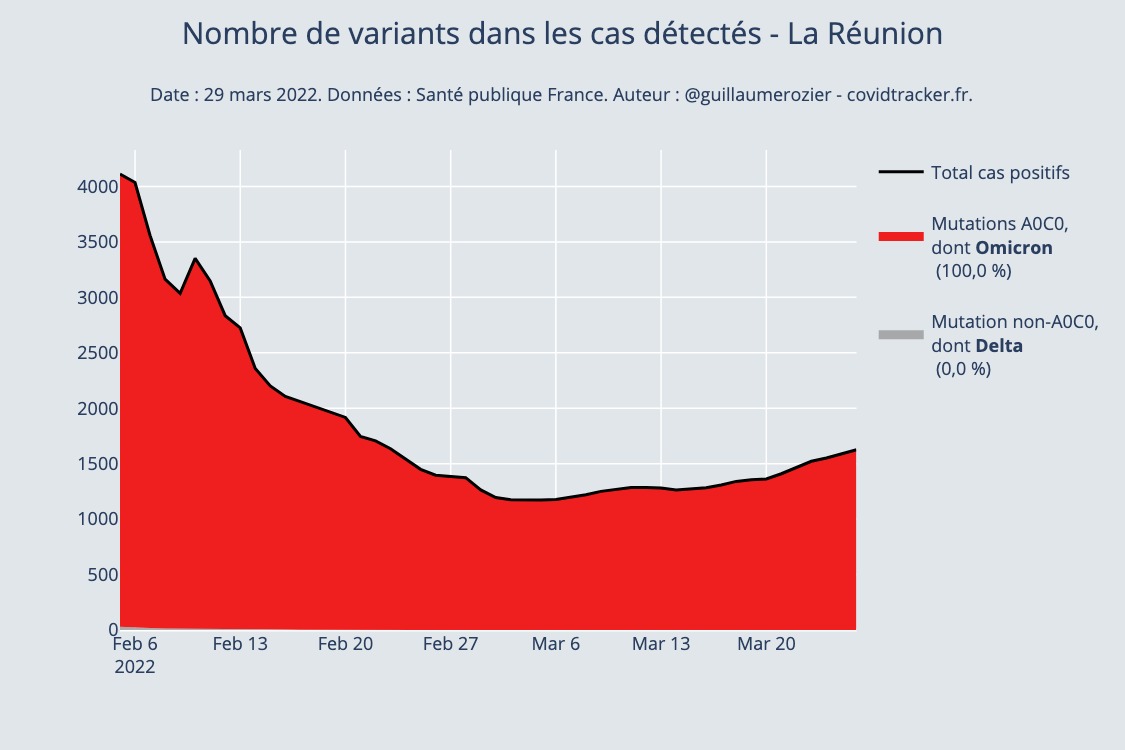 Nombre de variants dans les cas détectés - La Réunion
Date : 29 mars 2022. Données : Santé publique France. Auteur : @guillaumerozier - covidtracker.fr.
4000
3500
3000
2500
2000
1500
1000
500
0
Feb 6
2022
Feb 13
Feb 20
Feb 27
Mar 6
Mar 13
Mar 20
Total cas positifs
Mutations A0C0,
dont Omicron
(100,0 %)
Mutation non-A0C0,
dont Delta
(0,0 %)